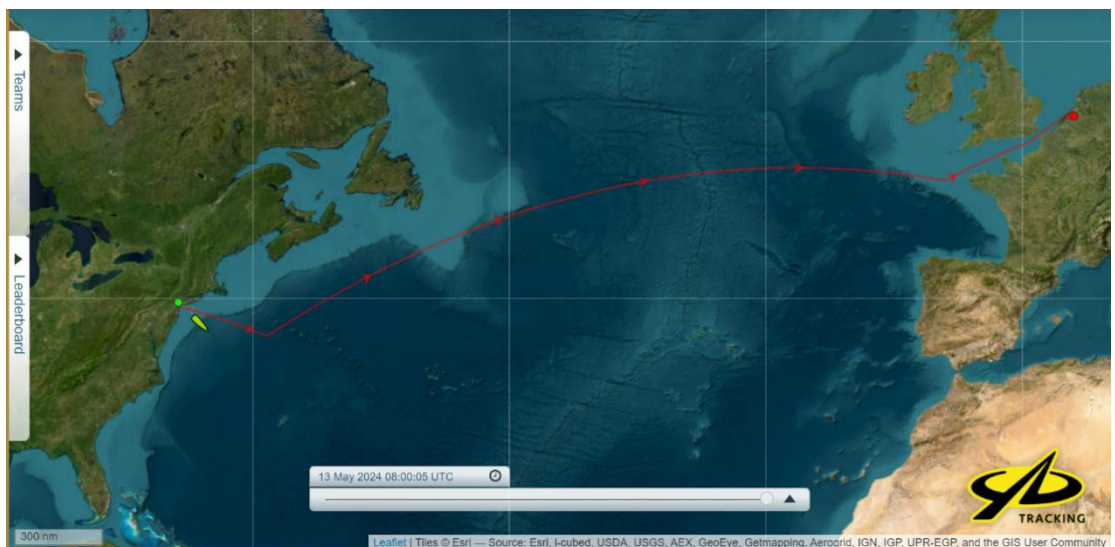 Teams
Leaderboard
13 May 2024 08:00:05 UTC
TRACKING
300 nm
Leaflet | Tiles © Esri — Source: Esri, i-cubed, USDA, USGS, AEX, GeoEye, Getmapping, Aerogrid, IGN, IGP, UPR-EGP, and the GIS User Community